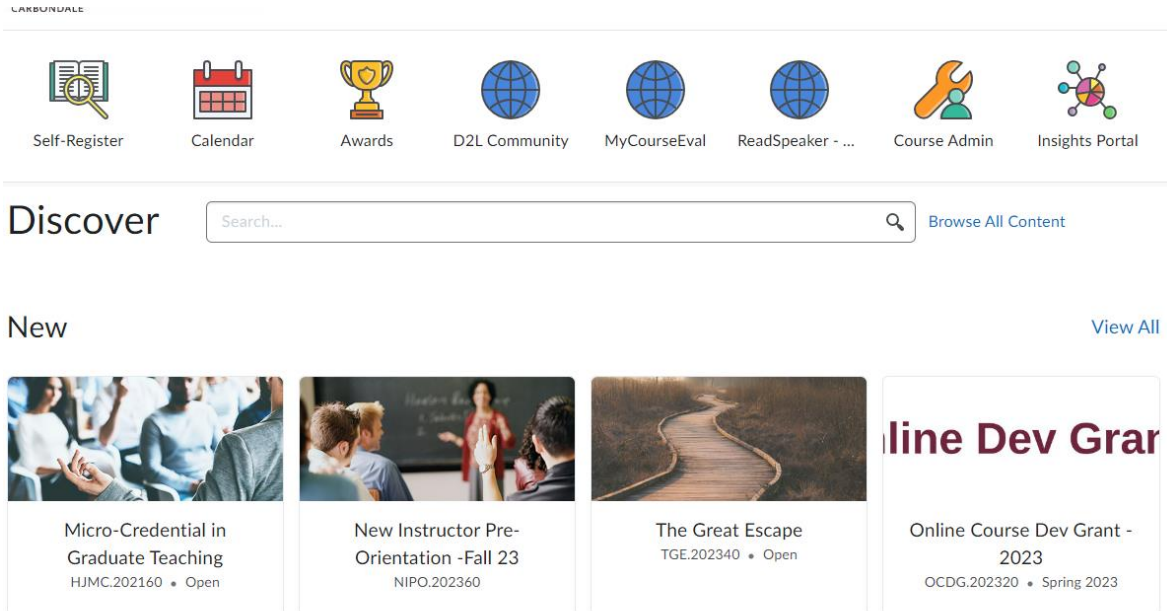 CARBONDALE
Self-Register
Calendar
Awards
D2L Community
MyCourseEval
ReadSpeaker - ...
Course Admin
Insights Portal
Discover
Search...
Browse All Content
New
View All
line Dev Gran
Micro-Credential in
Graduate Teaching
HJMC.202160 • Open
New Instructor Pre-
Orientation -Fall 23
NIPO.202360
The Great Escape
TGE.202340 • Open
Online Course Dev Grant -
2023
OCDG.202320 • Spring 2023